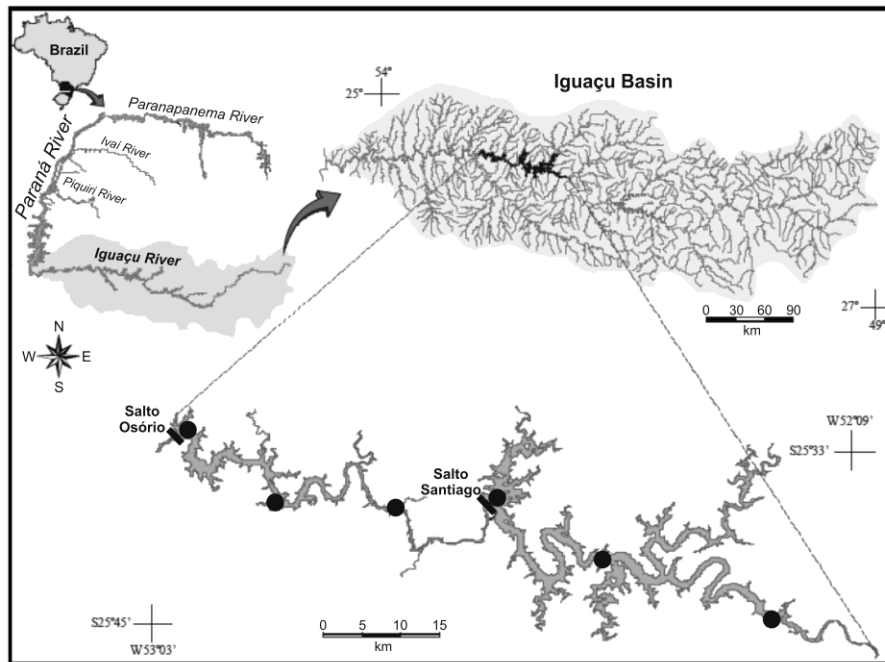 Brazil
Paranapanema River
Ivaí River
Paraná River
Piquiri River
Iguaçu River
N
W E
S
Iguaçu Basin
54°
25°
0 30 60 90
km
27°
49°
Salto
Osório
Salto
Santiago
W52°09'
S25°33'
S25°45'
W53°03'
0 5 10 15
km